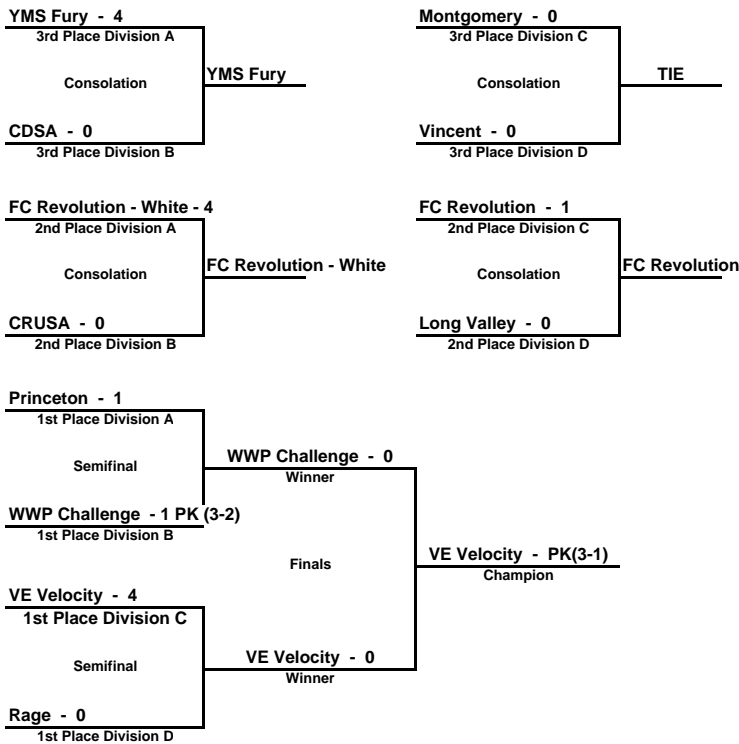 YMS Fury - 4
3rd Place Division A
Consolation
YMS Fury
CDSA - 0
3rd Place Division B
Montgomery - 0
3rd Place Division C
Consolation
TIE
Vincent - 0
3rd Place Division D
FC Revolution - White - 4
2nd Place Division A
Consolation
FC Revolution - White
CRUSA - 0
2nd Place Division B
FC Revolution - 1
2nd Place Division C
Consolation
FC Revolution
Long Valley - 0
2nd Place Division D
Princeton - 1
1st Place Division A
Semifinal
WWP Challenge - 0
Winner
WWP Challenge - 1 PK (3-2)
1st Place Division B
Finals
VE Velocity - PK(3-1)
Champion
VE Velocity - 4
1st Place Division C
Semifinal
VE Velocity - 0
Winner
Rage - 0
1st Place Division D